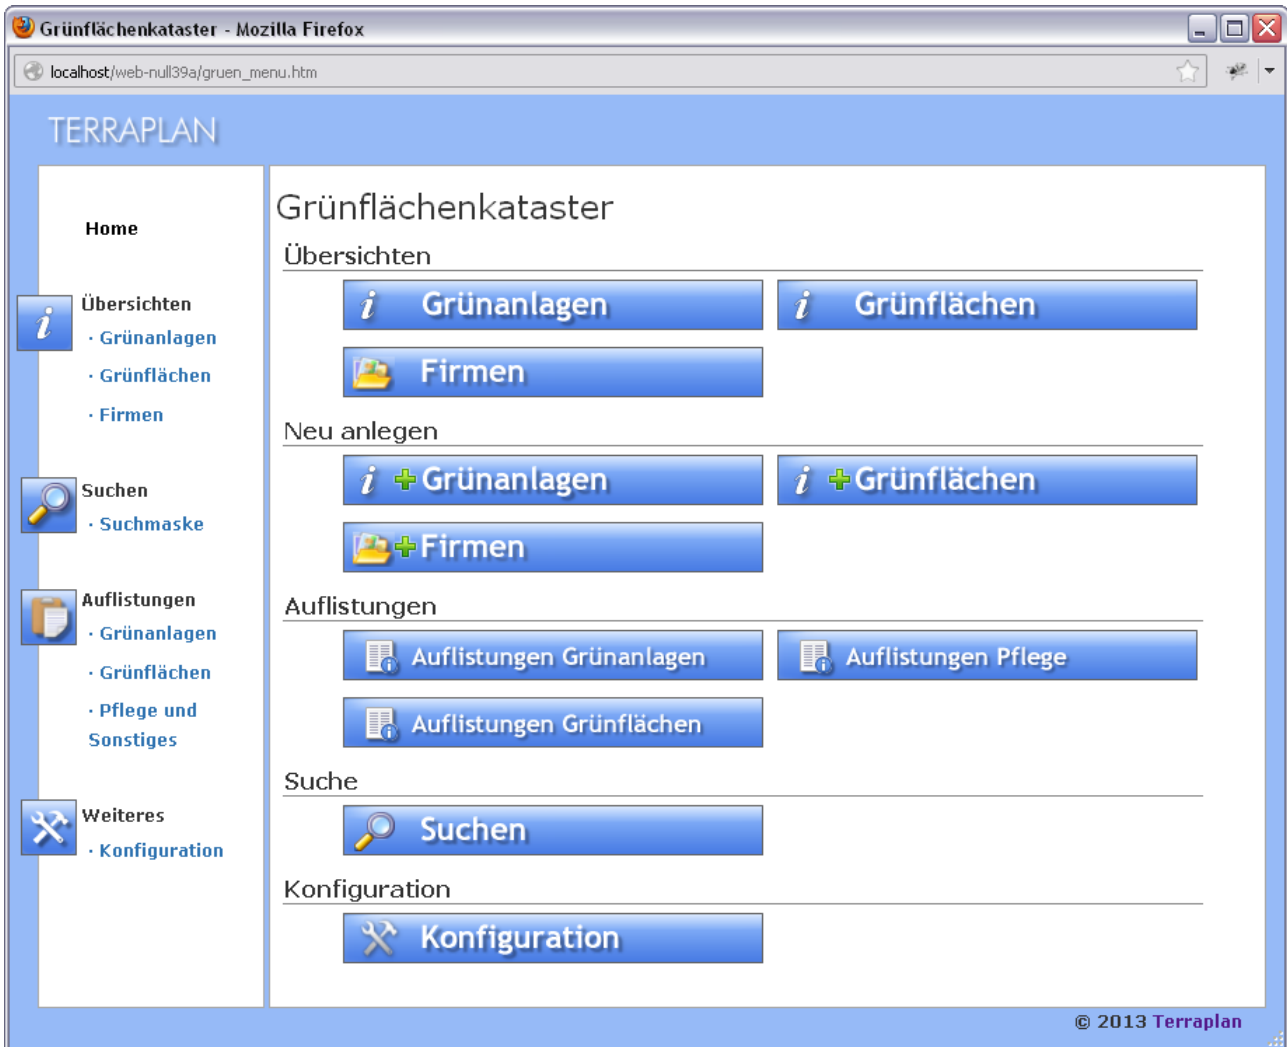 Grünflächenkataster - Mozilla Firefox
localhost/web-null39a/gruen_menu.htm
TERRAPLAN
Home
Übersichten
· Grünanlagen
· Grünflächen
· Firmen
Suchen
· Suchmaske
Auflistungen
· Grünanlagen
· Grünflächen
· Pflege und
Sonstiges
Weiteres
· Konfiguration
Grünflächenkataster
Übersichten
i Grünanlagen
i Grünflächen
Firmen
Neu anlegen
i Grünanlagen
i Grünflächen
Firmen
Auflistungen
Auflistungen Grünanlagen
Auflistungen Pflege
Auflistungen Grünflächen
Suche
Suchen
Konfiguration
Konfiguration
© 2013 Terraplan